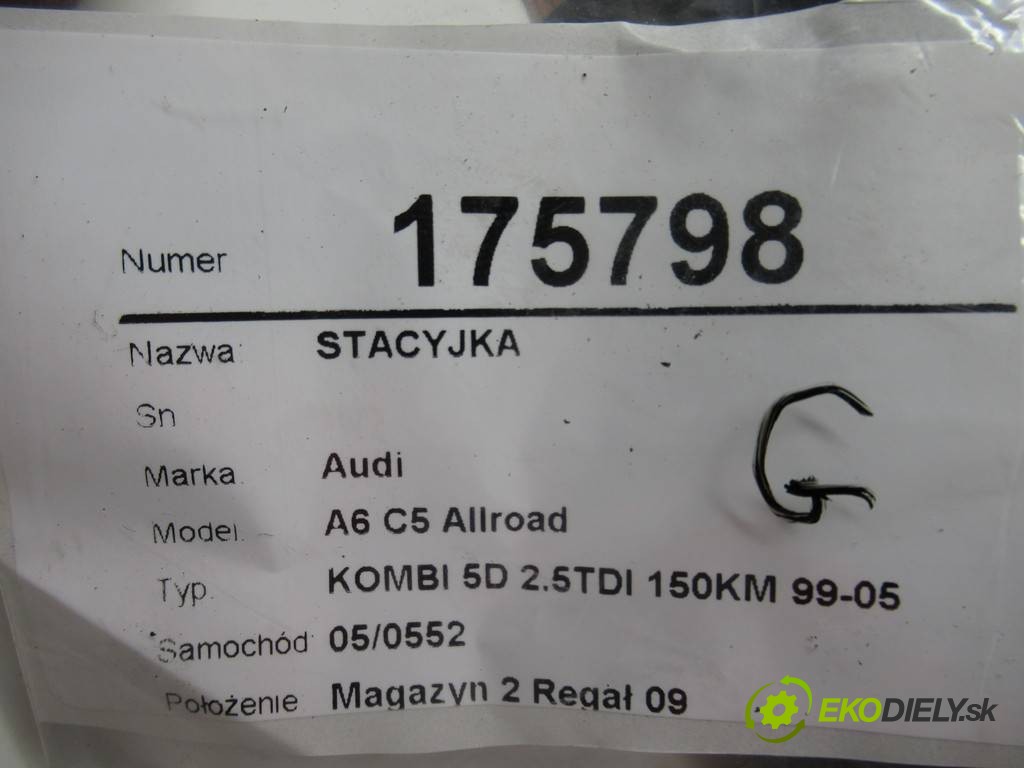 Numer 175798
Nazwa: STACYJKA
Sn
G
Marka Audi
Model. A6 C5 Allroad
Typ. KOMBI 5D 2.5TDI 150KM 99-05
Samochód 05/0552
Położenie Magazyn 2 Regał 09
EKODIELY.sk